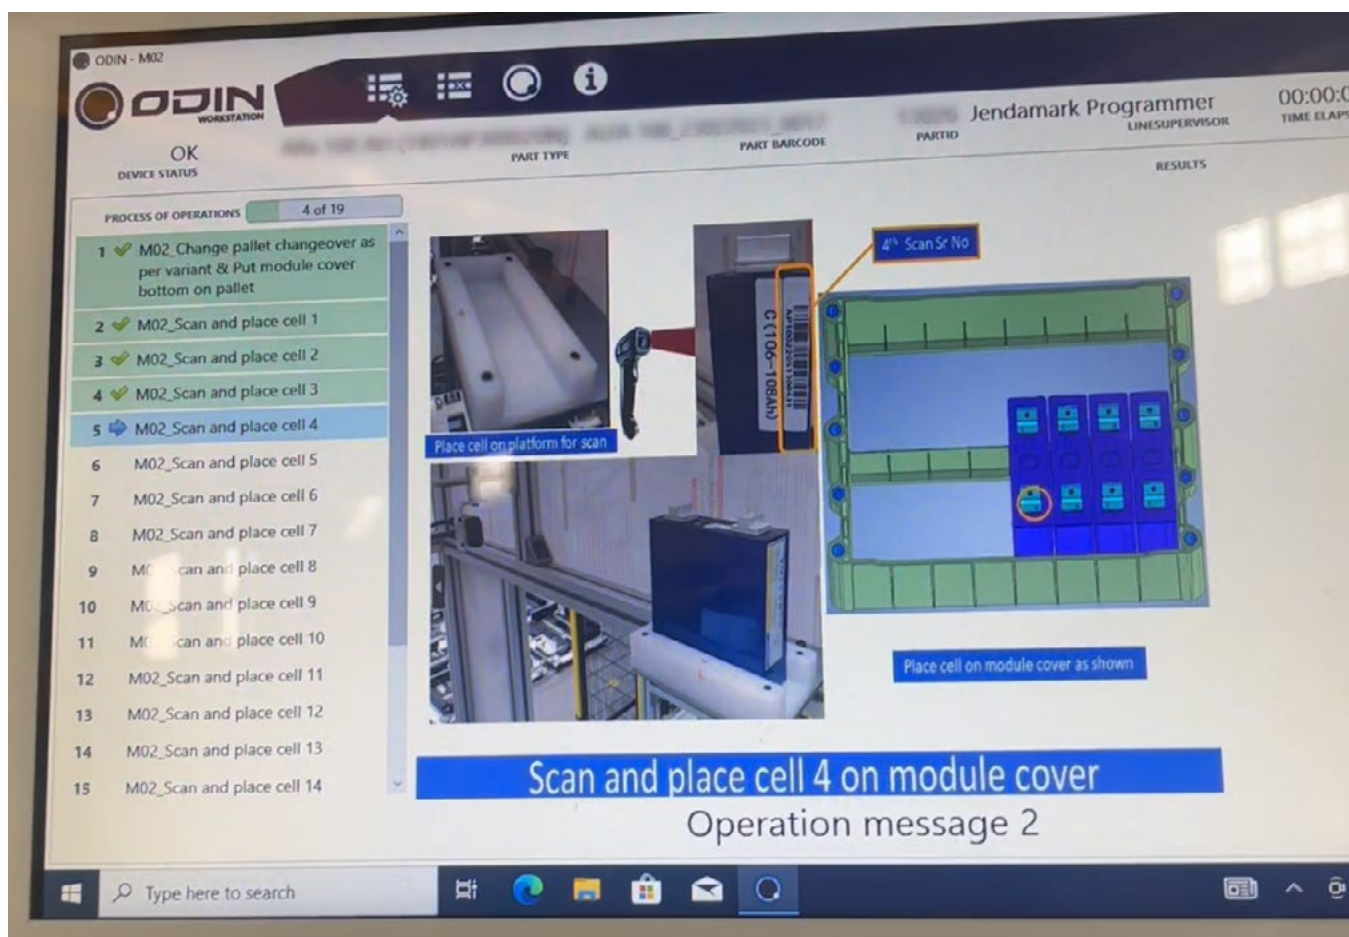 ODIN - M02
ODIN
WORKSTATION
OK
DEVICE STATUS
PART TYPE
PART BARCODE
PARTID
Jendamark Programmer
LINESUPERVISOR
00:00:0
TIME ELAPS
RESULTS
PROCESS OF OPERATIONS
4 of 19
1 M02_Change pallet changeover as
per variant & Put module cover
bottom on pallet
2 M02_Scan and place cell 1
3 M02_Scan and place cell 2
4 M02_Scan and place cell 3
5 M02_Scan and place cell 4
6 M02_Scan and place cell 5
7 M02_Scan and place cell 6
8 M02_Scan and place cell 7
9 can and place cell 8
10 Scan and place cell 9
11 can and place cell 10
12 M02_Scan and place cell 11
13 M02_Scan and place cell 12
14 M02_Scan and place cell 13
15 M02_Scan and place cell 14
4th Scan Sr No
C(106-108Ah)
Place cell on platform for scan
Place cell on module cover as shown
Scan and place cell 4 on module cover
Operation message 2
Type here to search